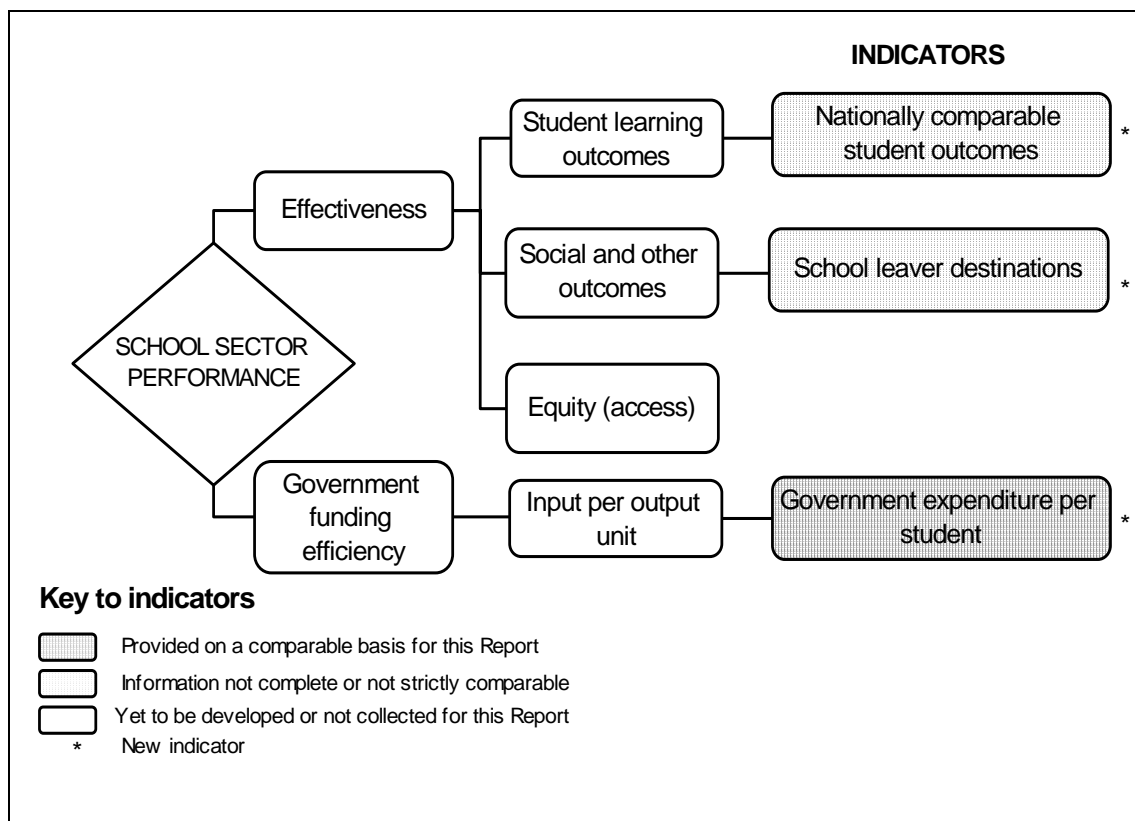 INDICATORS
Student learning
outcomes
Nationally comparable
student outcomes
*
Effectiveness
Social and other
outcomes
School leaver destinations
*
SCHOOL SECTOR
PERFORMANCE
Equity (access)
Government
funding
efficiency
Input per output
unit
Government expenditure per
student
*
Key to indicators
Provided on a comparable basis for this Report
Information not complete or not strictly comparable
Yet to be developed or not collected for this Report
* New indicator